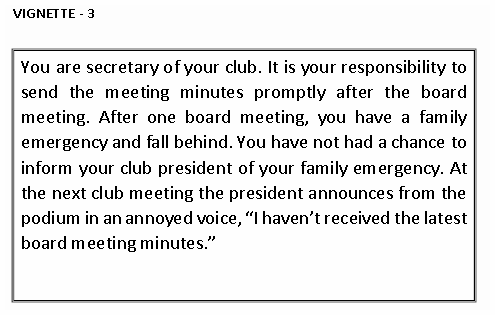 VIGNETTE - 3
You are secretary of your club. It is your responsibility to
send the meeting minutes promptly after the board
meeting. After one board meeting, you have a family
emergency and fall behind. You have not had a chance to
inform your club president of your family emergency. At
the next club meeting the president announces from the
podium in an annoyed voice, “I haven’t received the latest
board meeting minutes.”